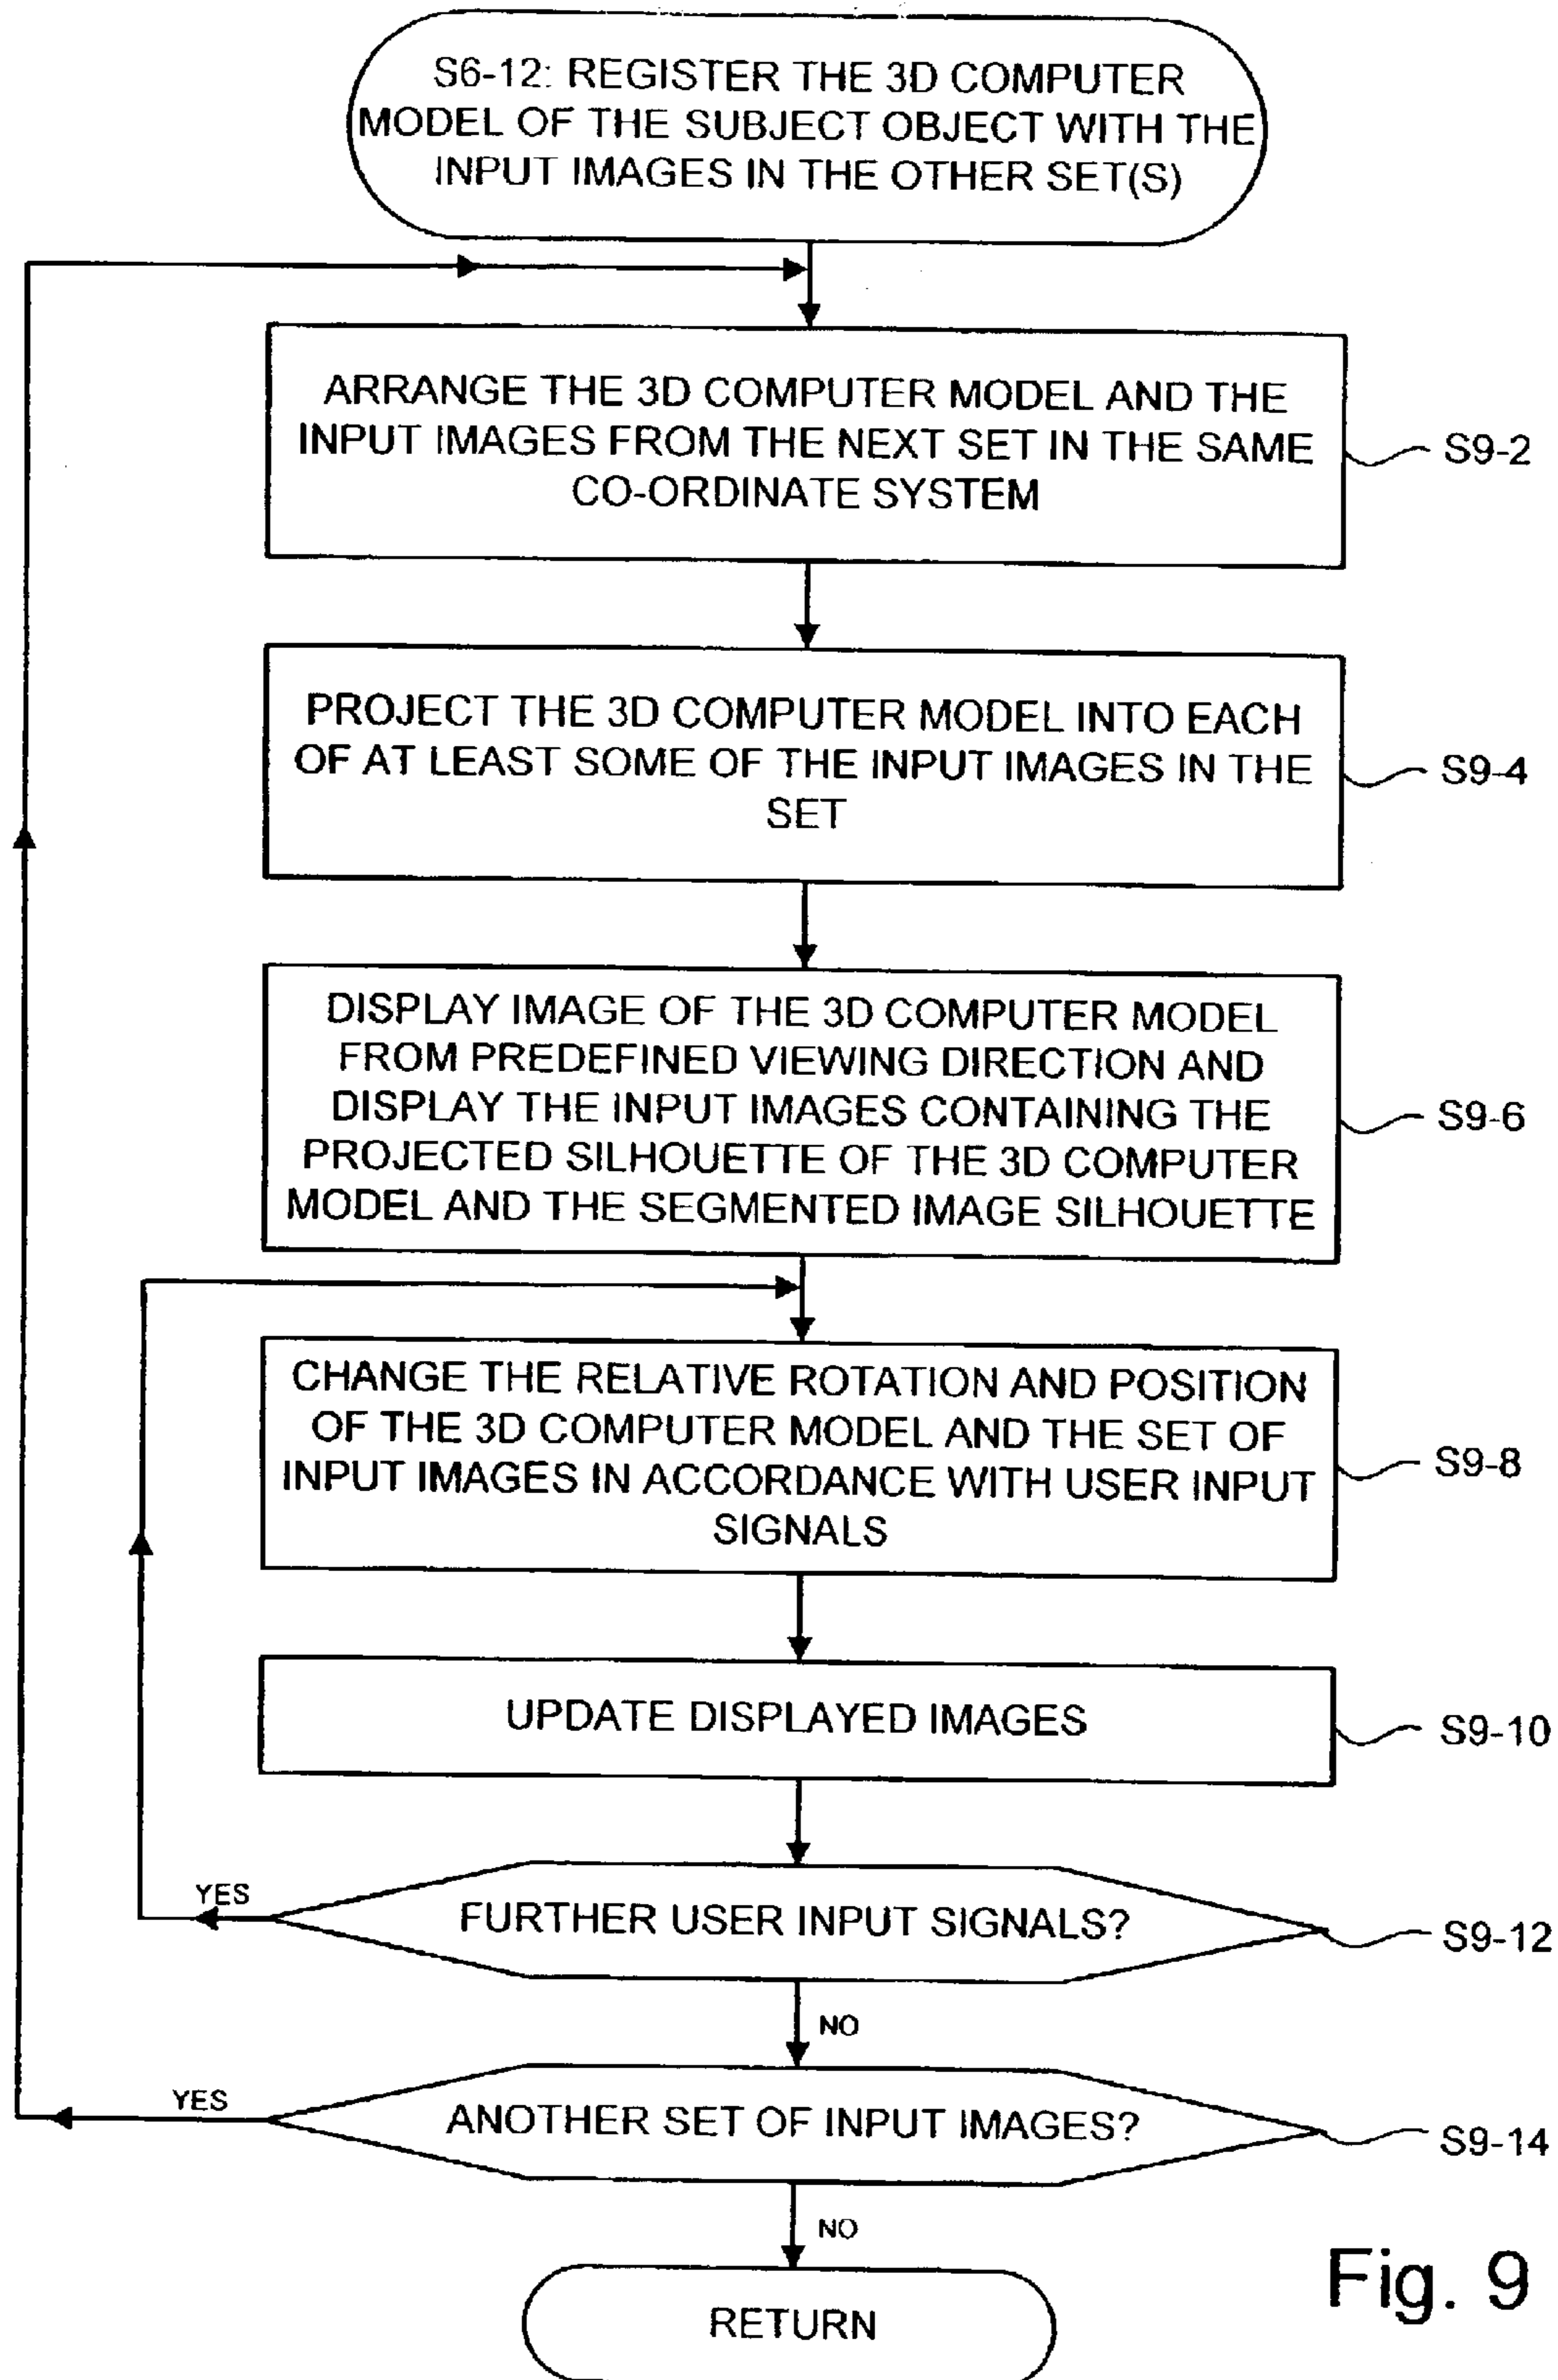 S6-12: REGISTER THE 3D COMPUTER
MODEL OF THE SUBJECT OBJECT WITH THE
INPUT IMAGES IN THE OTHER SET(S)
ARRANGE THE 3D COMPUTER MODEL AND THE
INPUT IMAGES FROM THE NEXT SET IN THE SAME
CO-ORDINATE SYSTEM
S9-2
PROJECT THE 3D COMPUTER MODEL INTO EACH
OF AT LEAST SOME OF THE INPUT IMAGES IN THE
SET
S9-4
DISPLAY IMAGE OF THE 3D COMPUTER MODEL
FROM PREDEFINED VIEWING DIRECTION AND
DISPLAY THE INPUT IMAGES CONTAINING THE
PROJECTED SILHOUETTE OF THE 3D COMPUTER
MODEL AND THE SEGMENTED IMAGE SILHOUETTE
S9-6
CHANGE THE RELATIVE ROTATION AND POSITION
OF THE 3D COMPUTER MODEL AND THE SET OF
INPUT IMAGES IN ACCORDANCE WITH USER INPUT
SIGNALS
S9-8
UPDATE DISPLAYED IMAGES
S9-10
YES
FURTHER USER INPUT SIGNALS?
S9-12
NO
YES
ANOTHER SET OF INPUT IMAGES?
S9-14
NO
RETURN
Fig. 9